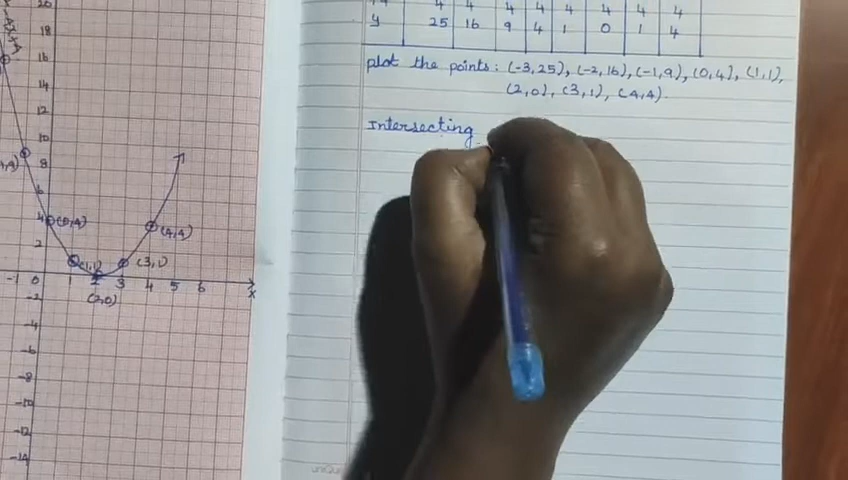 4 4 4 4 4 4 4 4
y 25 16 9 4 1 0 1 4
plot the points: (-3,25), (-2,16), (-1,9), (0,4), (1,1),
(2,0), (3,1), (4,4).
Intersecting
20
18
16
14
12
10
8
6
4 (0,4) (4,4)
2 (1,1) (3,1)
-1 0 1 2 3 4 5 6 x
-2 (2,0)
-4
-6
-8
-10
-12
-14